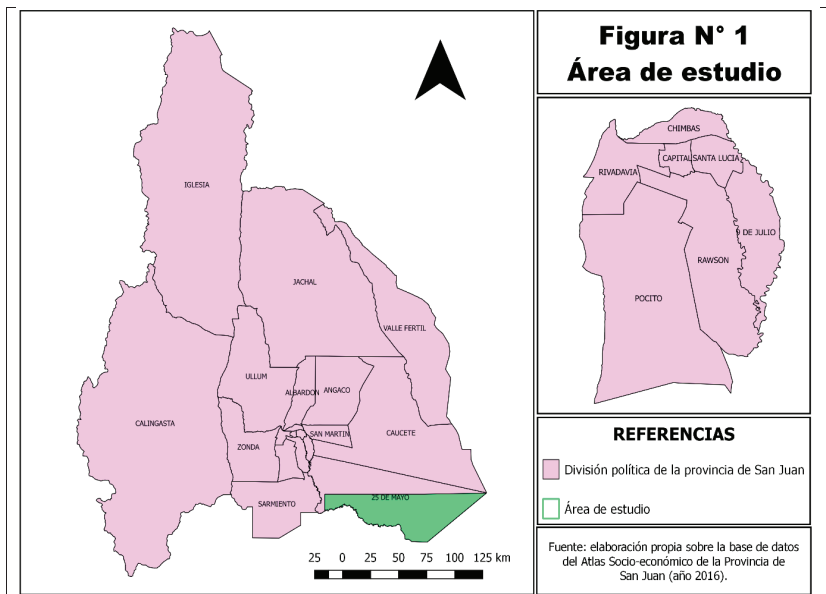 Figura N° 1
Área de estudio
IGLESIA
JACHAL
VALLE FERTIL
ULLUM
ALBARDON
ANGACO
CALINGASTA
ZONDA
SAN MARTIN
CAUCETE
SARMIENTO
25 DE MAYO
25 0 25 50 75 100 125 km
CHIMBAS
CAPITAL
SANTA LUCIA
RIVADAVIA
9 DE JULIO
RAWSON
POCITO
REFERENCIAS
División política de la provincia de San Juan
Área de estudio
Fuente: elaboración propia sobre la base de datos
del Atlas Socio-económico de la Provincia de
San Juan (año 2016).